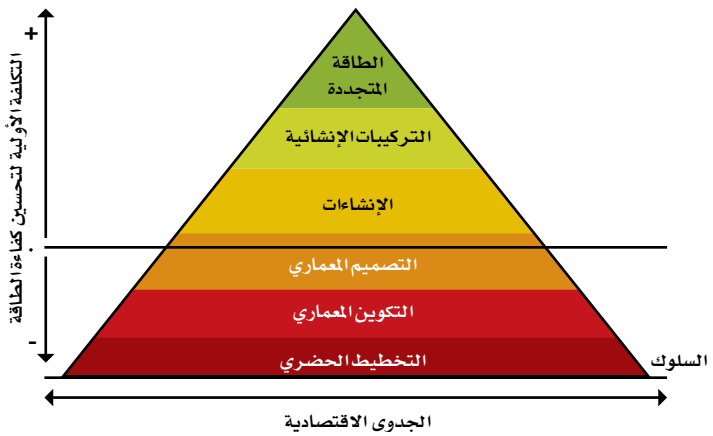 +
التكلفة الأولية لتحسين كفاءة الطاقة
الطاقة
المتجددة
التركيبات الإنشائية
الإنشاءات
٠
التصميم المعماري
التكوين المعماري
-
التخطيط الحضري
السلوك
الجدوى الاقتصادية